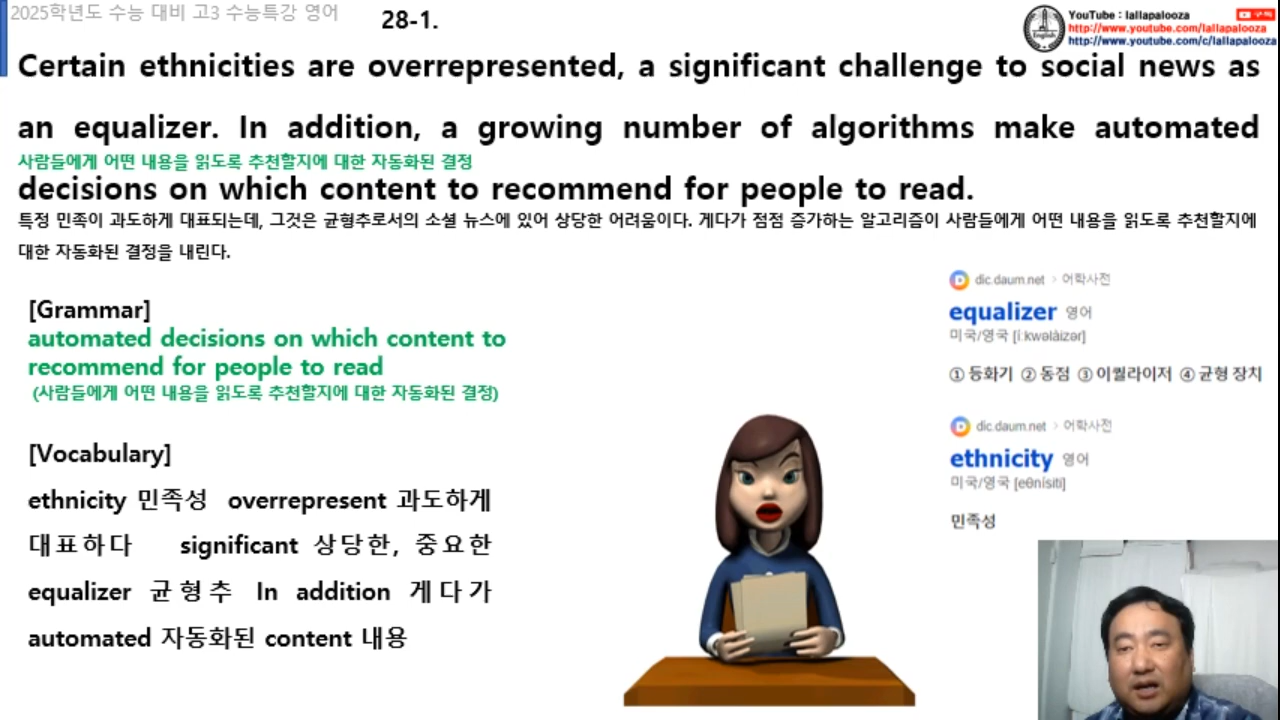 2025학년도 수능 대비 고3 수능특강 영어
28-1.
YouTube : lallapalooza
구독
http://www.youtube.com/lallapalooza
http://www.youtube.com/c/lallapalooza
English
Certain ethnicities are overrepresented, a significant challenge to social news as
an equalizer. In addition, a growing number of algorithms make automated
사람들에게 어떤 내용을 읽도록 추천할지에 대한 자동화된 결정
decisions on which content to recommend for people to read.
특정 민족이 과도하게 대표되는데, 그것은 균형추로서의 소셜 뉴스에 있어 상당한 어려움이다. 게다가 점점 증가하는 알고리즘이 사람들에게 어떤 내용을 읽도록 추천할지에
대한 자동화된 결정을 내린다.
[Grammar]
automated decisions on which content to
recommend for people to read
(사람들에게 어떤 내용을 읽도록 추천할지에 대한 자동화된 결정)
[Vocabulary]
ethnicity 민족성 overrepresent 과도하게
대표하다 significant 상당한, 중요한
equalizer 균형추 In addition 게다가
automated 자동화된 content 내용
dic.daum.net › 어학사전
equalizer 영어
미국/영국 [íːkwəlàizər]
① 등화기 ② 동점 ③ 이퀄라이저 ④ 균형 장치
dic.daum.net › 어학사전
ethnicity 영어
미국/영국 [eθnísiti]
민족성